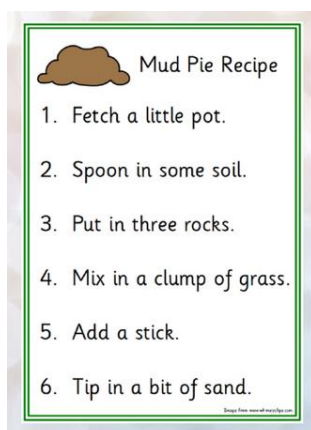 Mud Pie Recipe
1. Fetch a little pot.
2. Spoon in some soil.
3. Put in three rocks.
4. Mix in a clump of grass.
5. Add a stick.
6. Tip in a bit of sand.